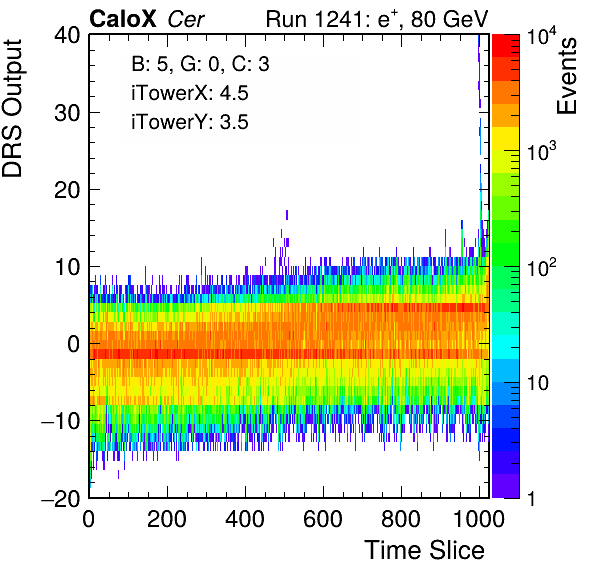 CaloX Cer Run 1241: e+, 80 GeV
B: 5, G: 0, C: 3
iTowerX: 4.5
iTowerY: 3.5
DRS Output
40
30
20
10
0
−10
−20
0 200 400 600 800 1000
Time Slice
Events
10^4
10^3
10^2
10
1